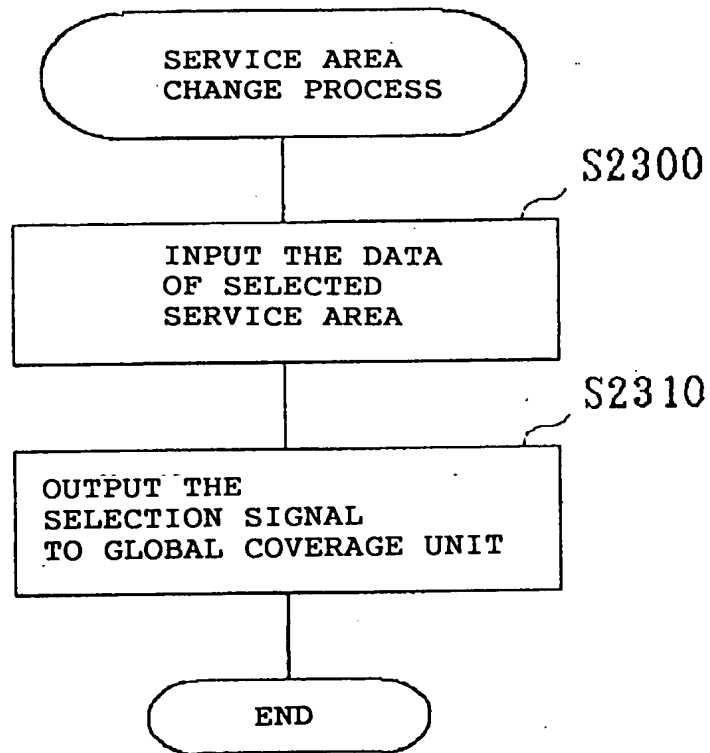 SERVICE AREA
CHANGE PROCESS
S2300
INPUT THE DATA
OF SELECTED
SERVICE AREA
S2310
OUTPUT THE
SELECTION SIGNAL
TO GLOBAL COVERAGE UNIT
END